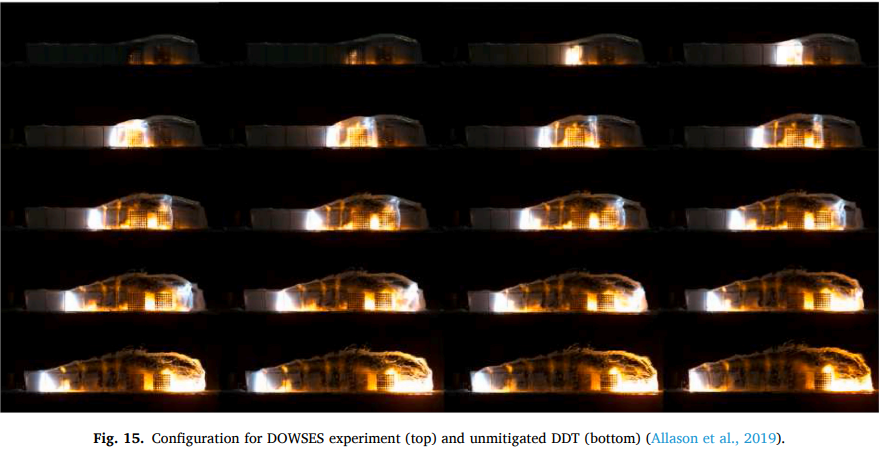 Fig. 15. Configuration for DOWSES experiment (top) and unmitigated DDT (bottom) (Allason et al., 2019).